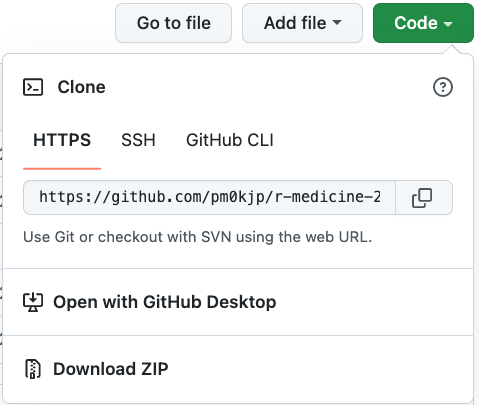 Go to file Add file Code
Clone
HTTPS SSH GitHub CLI
https://github.com/pm0kjp/r-medicine-2
Use Git or checkout with SVN using the web URL.
Open with GitHub Desktop
Download ZIP